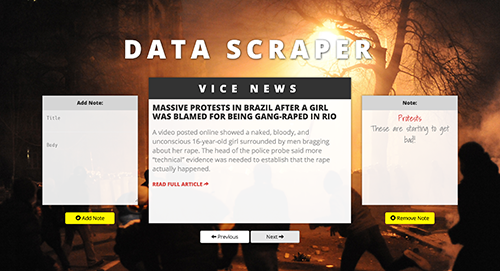 DATA SCRAPER
VICE NEWS
Add Note:
Title
Body
Add Note
MASSIVE PROTESTS IN BRAZIL AFTER A GIRL
WAS BLAMED FOR BEING GANG-RAPED IN RIO
A video posted online showed a naked, bloody, and
unconscious 16-year-old girl surrounded by men bragging
about her rape. The head of the police probe said more
"technical" evidence was needed to establish that the rape
actually happened.
READ FULL ARTICLE
Note:
Protests
These are starting to get
bad!
Remove Note
Previous
Next